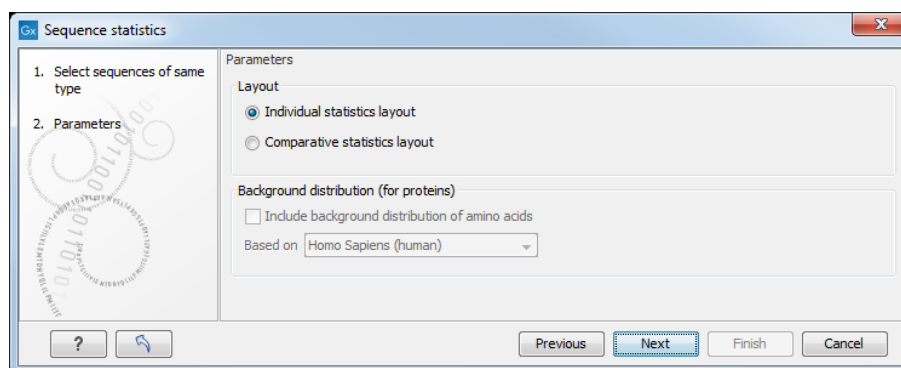 Gx Sequence statistics
1. Select sequences of same
type
2. Parameters
Parameters
Layout
Individual statistics layout
Comparative statistics layout
Background distribution (for proteins)
Include background distribution of amino acids
Based on Homo Sapiens (human)
? Previous Next Finish Cancel